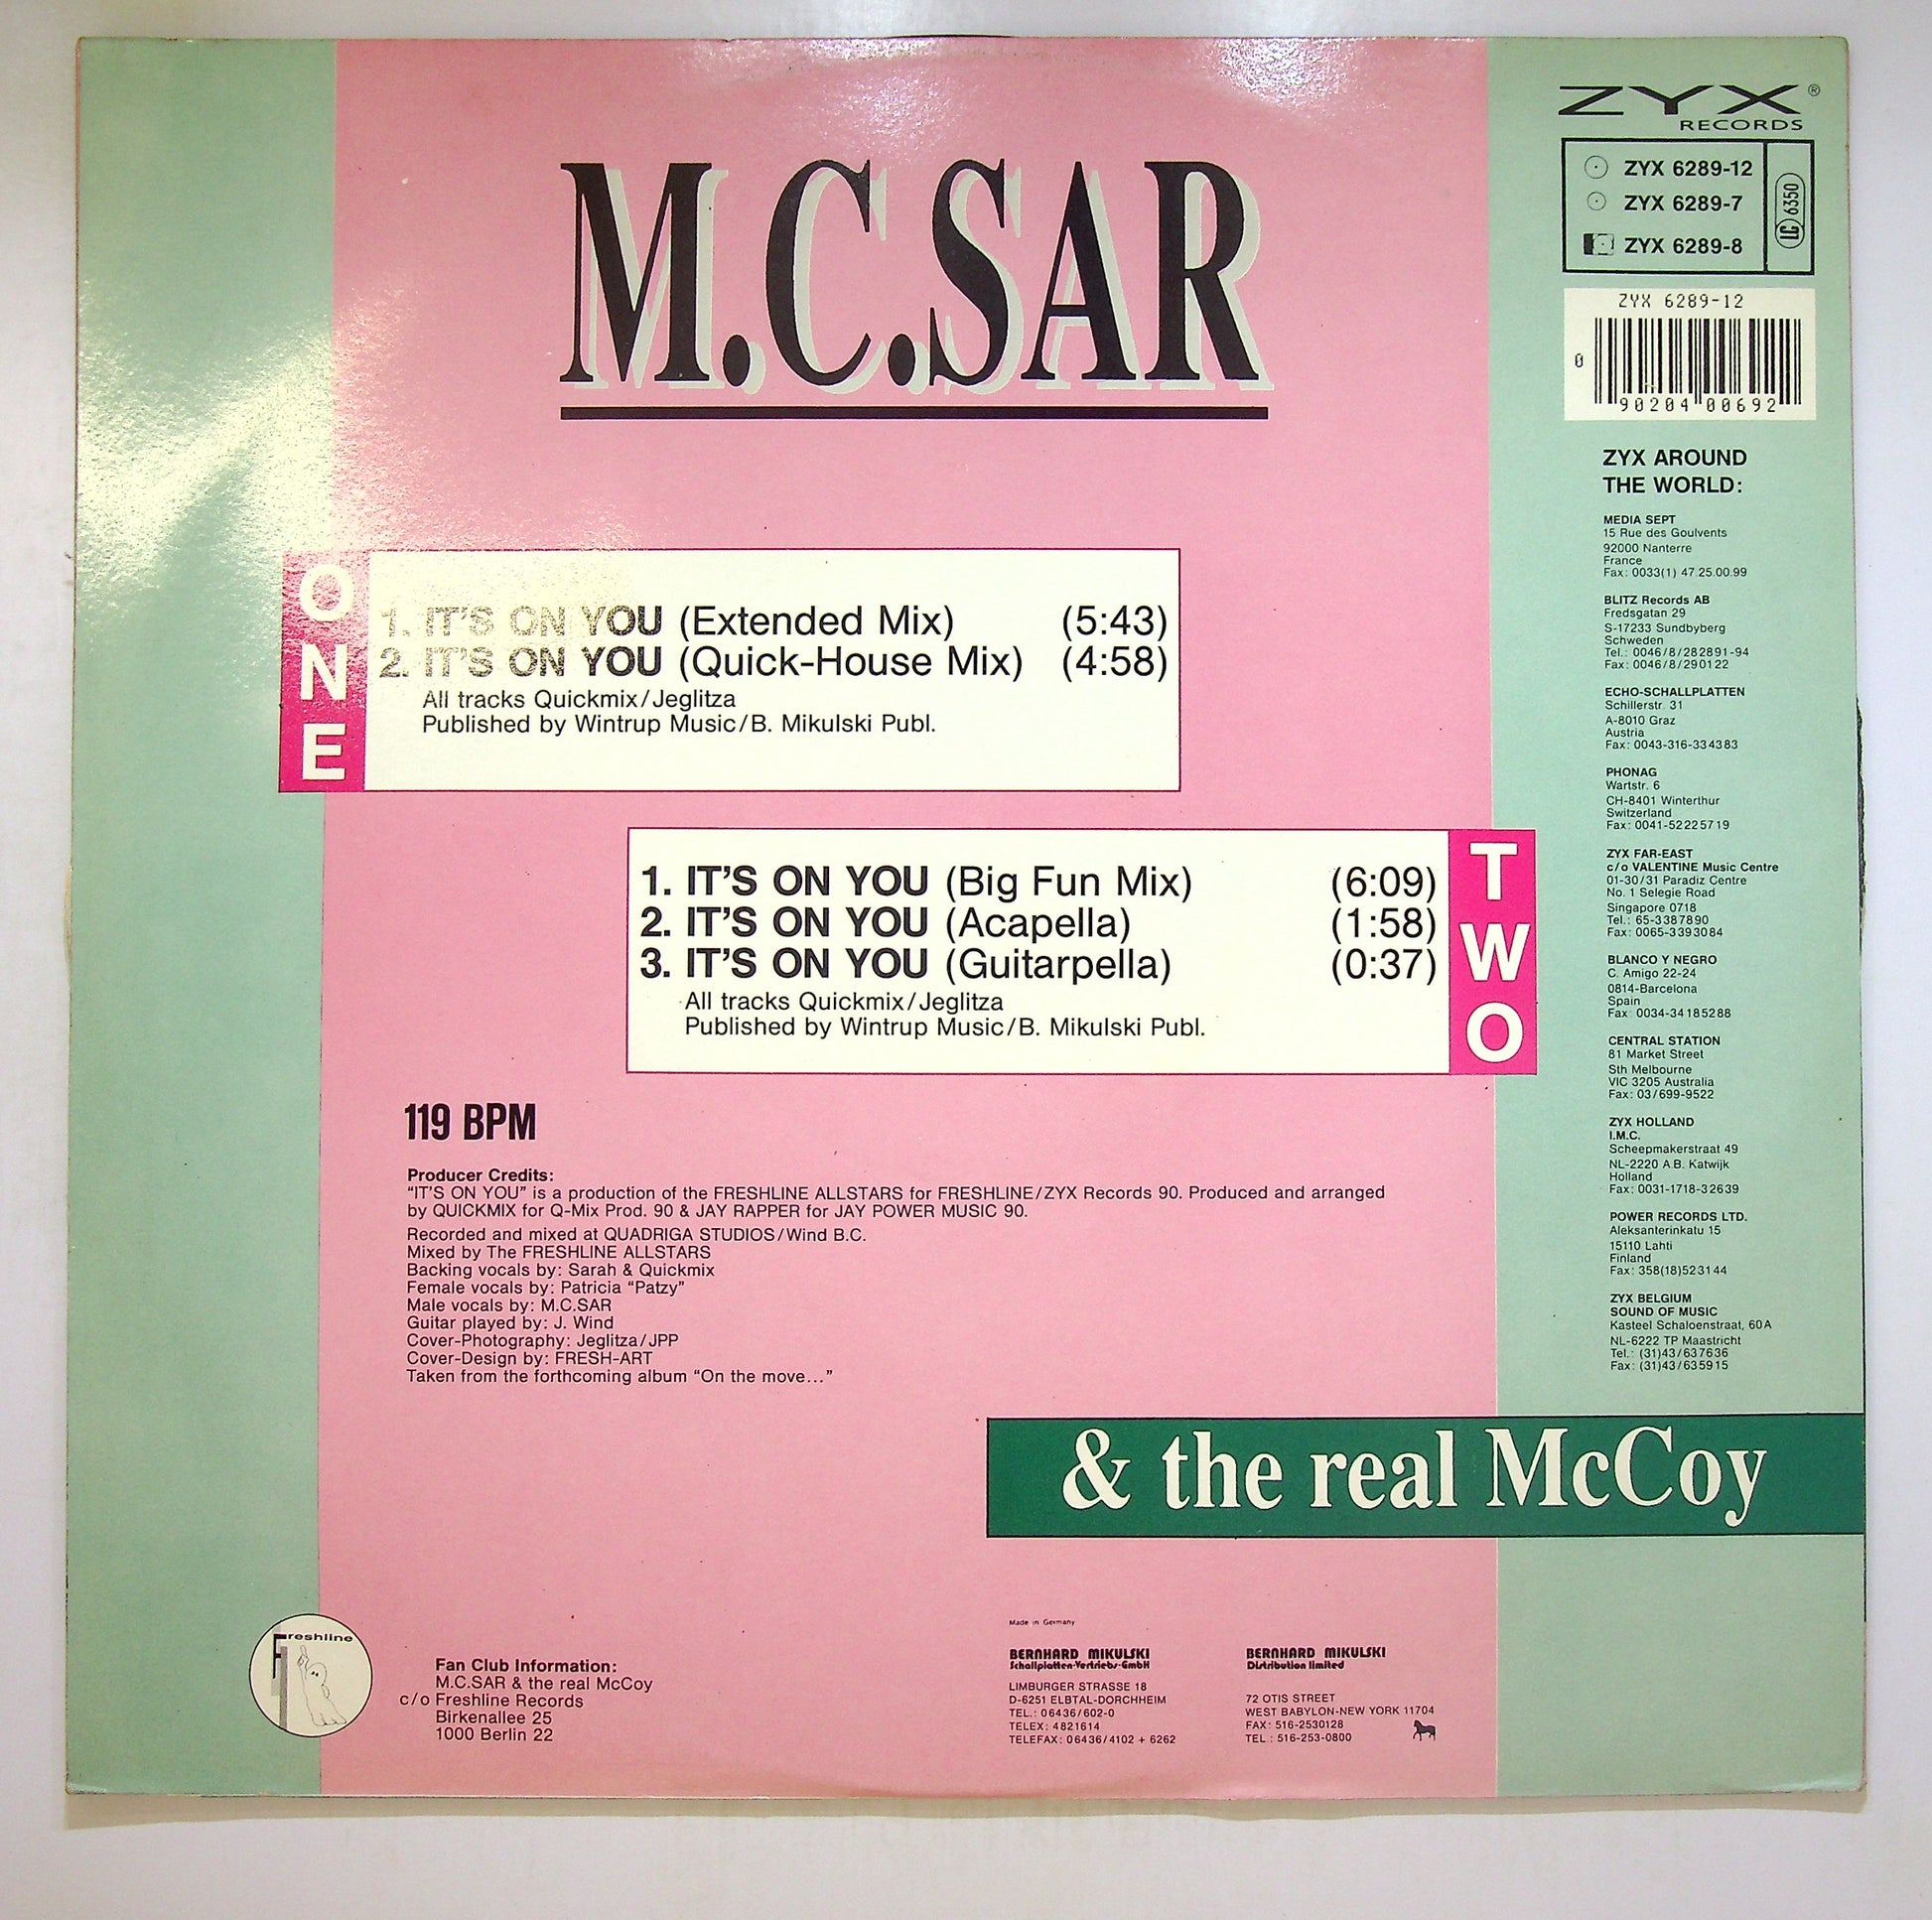 M.C.SAR
ONE
1. IT'S ON YOU (Extended Mix) (5:43)
2. IT'S ON YOU (Quick-House Mix) (4:58)
All tracks Quickmix/Jeglitza
Published by Wintrup Music/B. Mikulski Publ.
TWO
1. IT'S ON YOU (Big Fun Mix) (6:09)
2. IT'S ON YOU (Acapella) (1:58)
3. IT'S ON YOU (Guitarpella) (0:37)
All tracks Quickmix/Jeglitza
Published by Wintrup Music/B. Mikulski Publ.
119 BPM
Producer Credits:
“IT'S ON YOU” is a production of the FRESHLINE ALLSTARS for FRESHLINE/ZYX Records 90. Produced and arranged
by QUICKMIX for Q-Mix Prod. 90 & JAY RAPPER for JAY POWER MUSIC 90.
Recorded and mixed at QUADRIGA STUDIOS/Wind B.C.
Mixed by The FRESHLINE ALLSTARS
Backing vocals by: Sarah & Quickmix
Female vocals by: Patricia “Patzy”
Male vocals by: M.C.SAR
Guitar played by: J. Wind
Cover-Photography: Jeglitza/JPP
Cover-Design by: FRESH-ART
Taken from the forthcoming album “On the move...”
& the real McCoy
Freshline
Fan Club Information:
M.C.SAR & the real McCoy
c/o Freshline Records
Birkenallee 25
1000 Berlin 22
Made in Germany
BERNHARD MIKULSKI
Schallplatten-Vertriebs-GmbH
LIMBURGER STRASSE 18
D-6251 ELBTAL-DORCHHEIM
TEL.: 06436/602-0
TELEX: 4821614
TELEFAX: 06436/4102 + 6262
BERNHARD MIKULSKI
Distribution limited
72 OTIS STREET
WEST BABYLON-NEW YORK 11704
FAX: 516-2530128
TEL.: 516-253-0800
ZYX®
RECORDS
ZYX 6289-12
ZYX 6289-7
ZYX 6289-8
LC 6350
ZYX 6289-12
0 90204 00692
ZYX AROUND
THE WORLD:
MEDIA SEPT
15 Rue des Goulvents
92000 Nanterre
France
Fax: 0033(1) 47.25.00.99
BLITZ Records AB
Fredsgatan 29
S-17233 Sundbyberg
Schweden
Tel.: 0046/8/282891-94
Fax: 0046/8/290122
ECHO-SCHALLPLATTEN
Schillerstr. 31
A-8010 Graz
Austria
Fax: 0043-316-334383
PHONAG
Wartstr. 6
CH-8401 Winterthur
Switzerland
Fax: 0041-52225719
ZYX FAR-EAST
c/o VALENTINE Music Centre
01-30/31 Paradiz Centre
No. 1 Selegie Road
Singapore 0718
Tel.: 65-3387890
Fax: 0065-3393084
BLANCO Y NEGRO
C. Amigo 22-24
0814-Barcelona
Spain
Fax: 0034-34185288
CENTRAL STATION
81 Market Street
Sth Melbourne
VIC 3205 Australia
Fax: 03/699-9522
ZYX HOLLAND
I.M.C.
Scheepmakerstraat 49
NL-2220 A.B. Katwijk
Holland
Fax: 0031-1718-32639
POWER RECORDS LTD.
Aleksanterinkatu 15
15110 Lahti
Finland
Fax: 358(18)523144
ZYX BELGIUM
SOUND OF MUSIC
Kasteel Schaloenstraat, 60A
NL-6222 TP Maastricht
Tel.: (31)43/637636
Fax: (31)43/635915